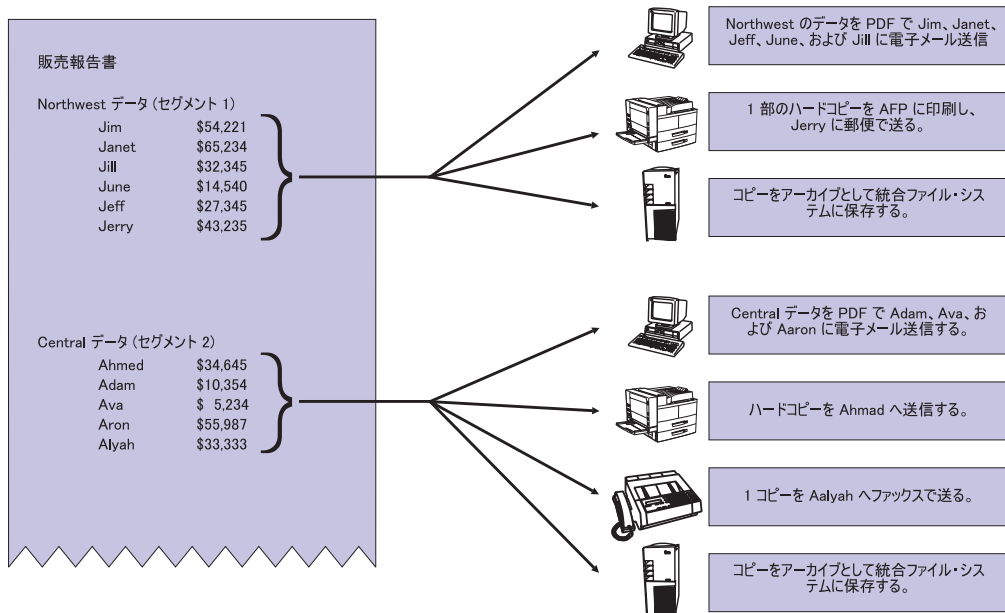 販売報告書
Northwest データ (セグメント 1)
Jim $54,221
Janet $65,234
Jill $32,345
June $14,540
Jeff $27,345
Jerry $43,235
Central データ (セグメント 2)
Ahmed $34,645
Adam $10,354
Ava $ 5,234
Aron $55,987
Alyah $33,333
Northwest のデータを PDF で Jim、Janet、
Jeff、June、および Jill に電子メール送信
1 部のハードコピーを AFP に印刷し、
Jerry に郵便で送る。
コピーをアーカイブとして統合ファイル・シス
テムに保存する。
Central データを PDF で Adam、Ava、お
よび Aaron に電子メール送信する。
ハードコピーを Ahmad へ送信する。
1 コピーを Aalyah へファックスで送る。
コピーをアーカイブとして統合ファイル・シス
テムに保存する。